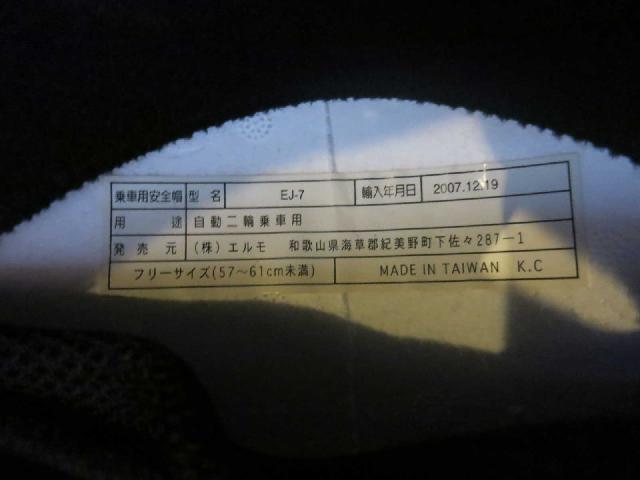 乗車用安全帽 型名 EJ-7 輸入年月日 2007.12.19
用途 自動二輪乗車用
発売元 (株)エルモ 和歌山県海草郡紀美野町下佐々287-1
フリーサイズ(57～61cm未満) MADE IN TAIWAN K.C